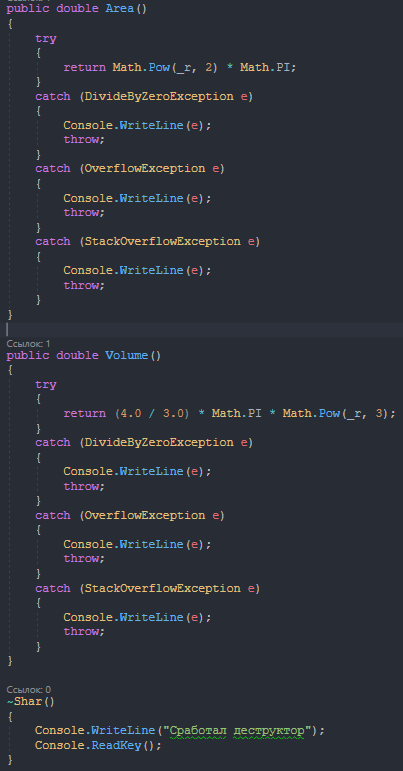 public double Area()
{
    try
    {
        return Math.Pow(_r, 2) * Math.PI;
    }
    catch (DivideByZeroException e)
    {
        Console.WriteLine(e);
        throw;
    }
    catch (OverflowException e)
    {
        Console.WriteLine(e);
        throw;
    }
    catch (StackOverflowException e)
    {
        Console.WriteLine(e);
        throw;
    }
}
Ссылок: 1
public double Volume()
{
    try
    {
        return (4.0 / 3.0) * Math.PI * Math.Pow(_r, 3);
    }
    catch (DivideByZeroException e)
    {
        Console.WriteLine(e);
        throw;
    }
    catch (OverflowException e)
    {
        Console.WriteLine(e);
        throw;
    }
    catch (StackOverflowException e)
    {
        Console.WriteLine(e);
        throw;
    }
}
Ссылок: 0
~Shar()
{
    Console.WriteLine("Сработал деструктор");
    Console.ReadKey();
}